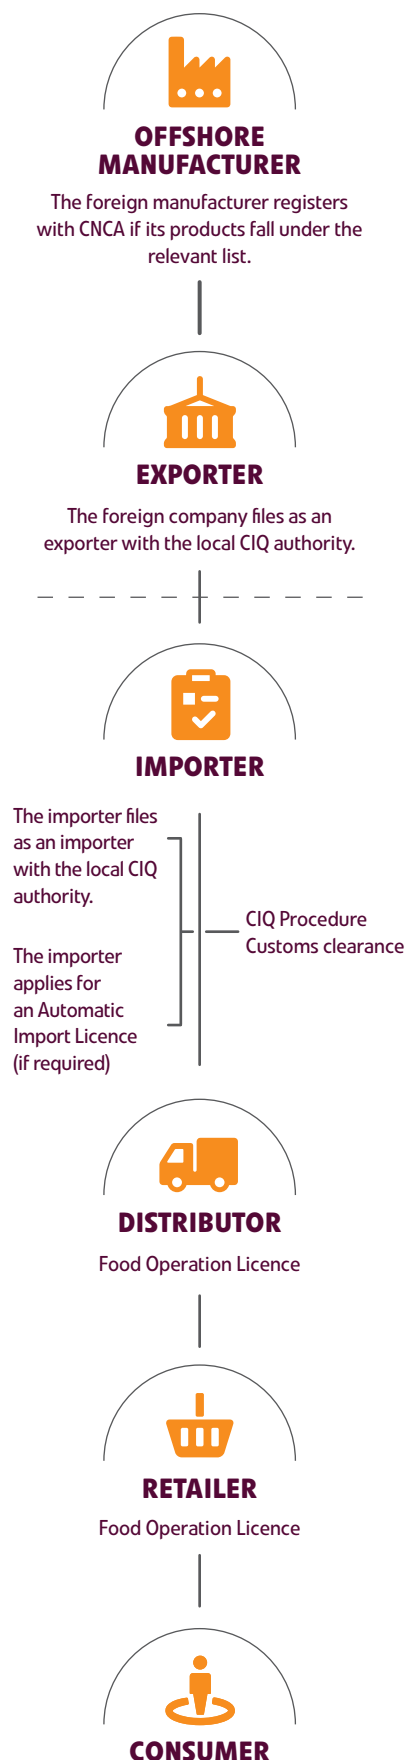 OFFSHORE
MANUFACTURER
The foreign manufacturer registers
with CNCA if its products fall under the
relevant list.
EXPORTER
The foreign company files as an
exporter with the local CIQ authority.
IMPORTER
The importer files
as an importer
with the local CIQ
authority.
The importer
applies for
an Automatic
Import Licence
(if required)
CIQ Procedure
Customs clearance
DISTRIBUTOR
Food Operation Licence
RETAILER
Food Operation Licence
CONSUMER